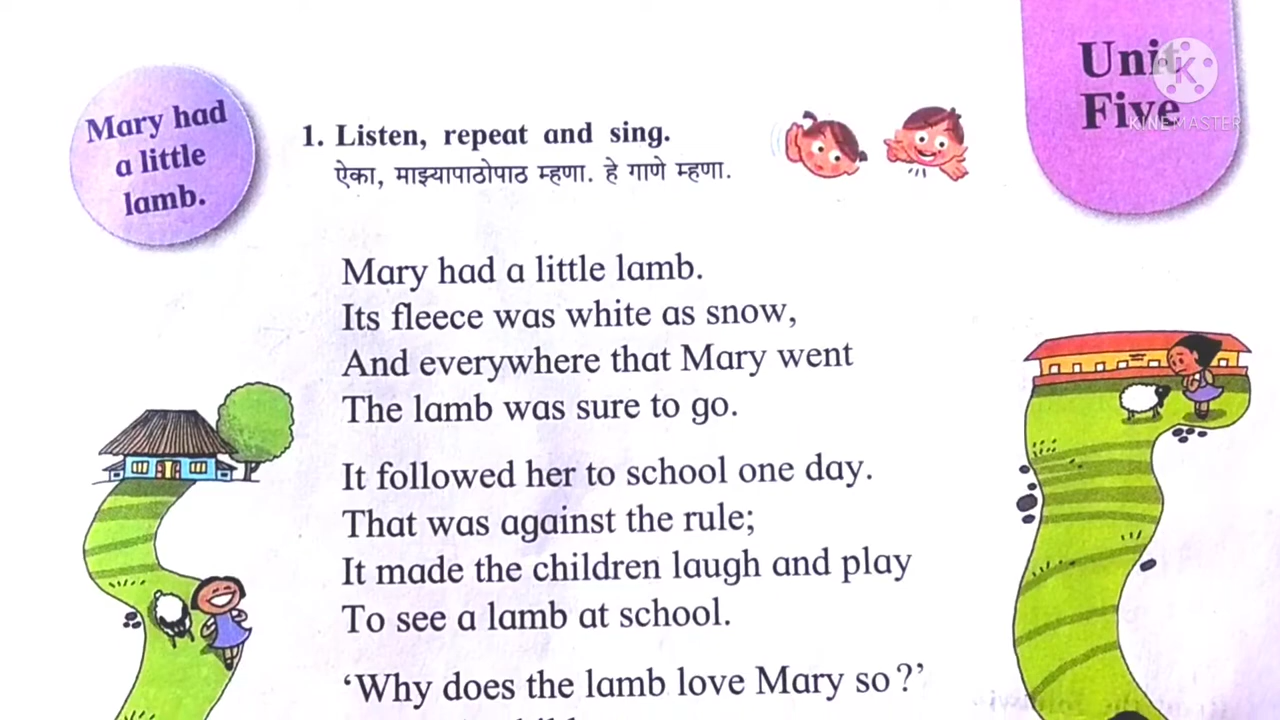 Mary had
a little
lamb.
Unit
Five
KINEMASTER
1. Listen, repeat and sing.
ऐका, माझ्यापाठोपाठ म्हणा. हे गाणे म्हणा.
Mary had a little lamb.
Its fleece was white as snow,
And everywhere that Mary went
The lamb was sure to go.
It followed her to school one day.
That was against the rule;
It made the children laugh and play
To see a lamb at school.
‘Why does the lamb love Mary so?’